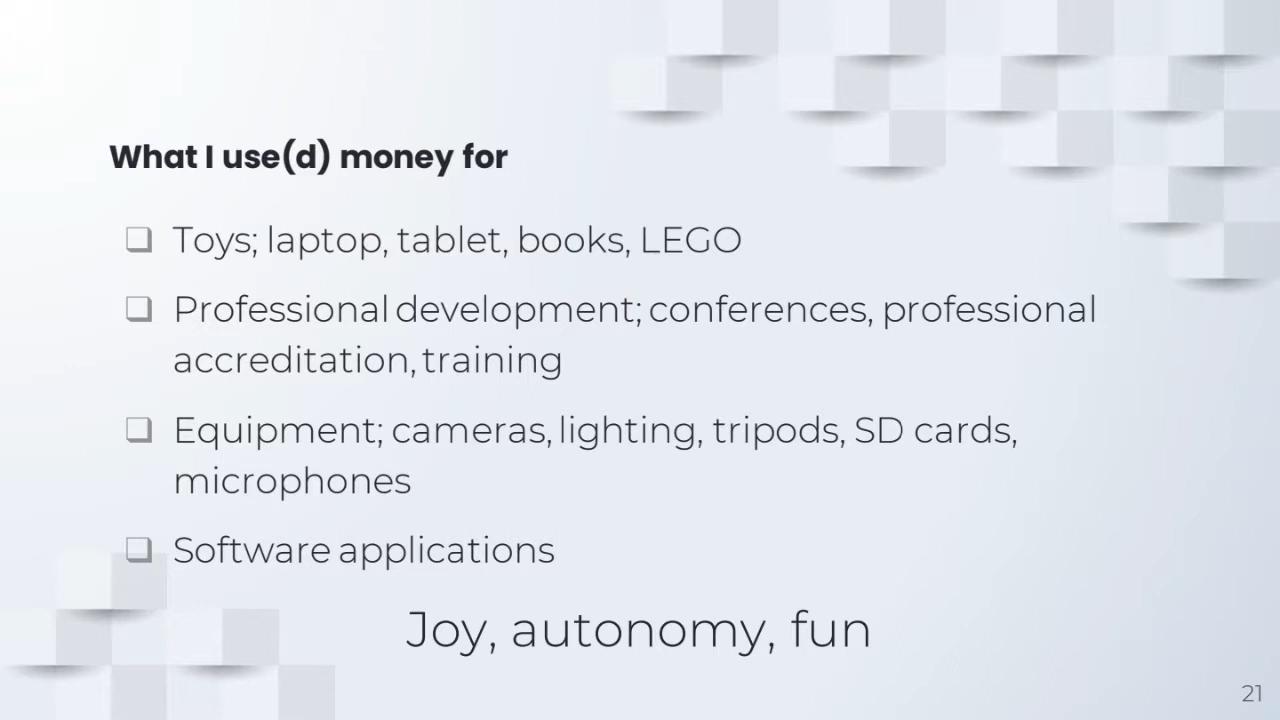 What I use(d) money for
❑ Toys; laptop, tablet, books, LEGO
❑ Professional development; conferences, professional
accreditation, training
❑ Equipment; cameras, lighting, tripods, SD cards,
microphones
❑ Software applications
Joy, autonomy, fun
21